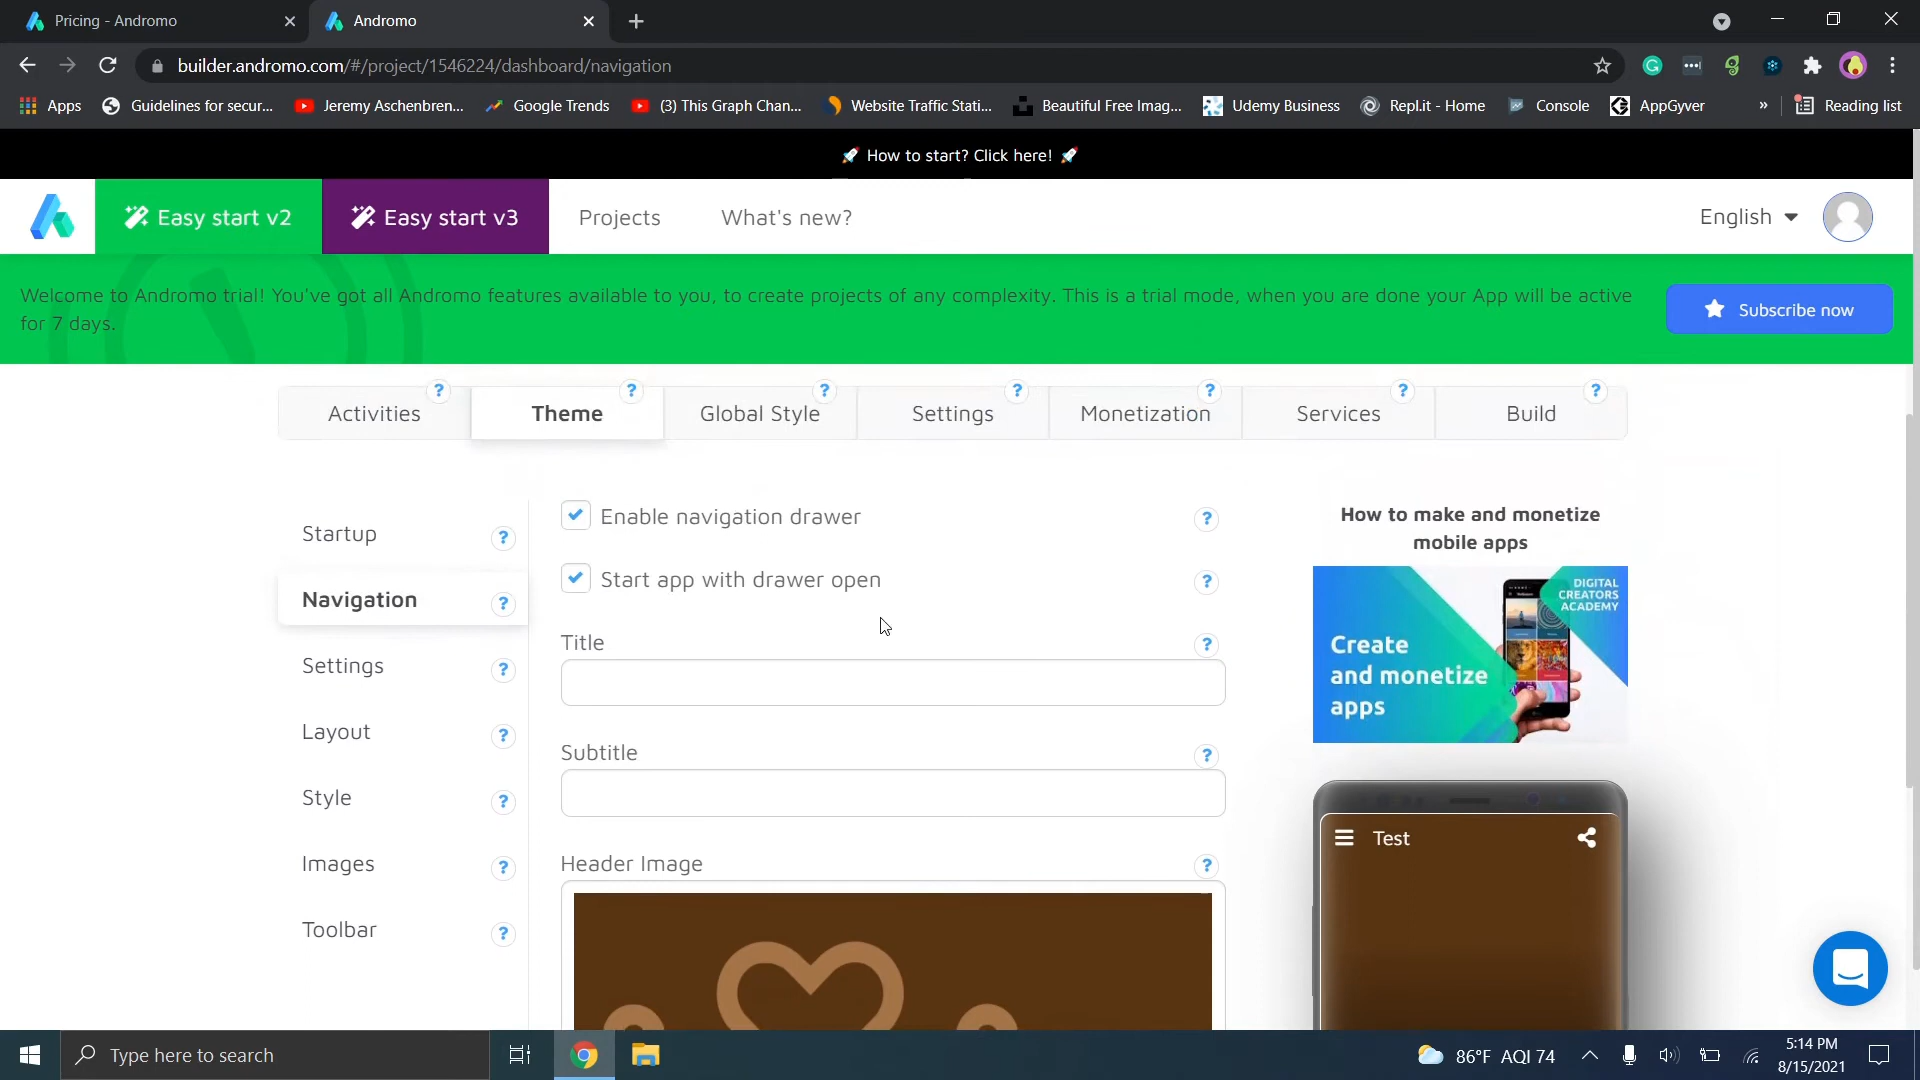 Pricing - Andromo
Andromo
builder.andromo.com/#/project/1546224/dashboard/navigation
Apps
Guidelines for secur...
Jeremy Aschenbren...
Google Trends
(3) This Graph Chan...
Website Traffic Stati...
Beautiful Free Imag...
Udemy Business
Repl.it - Home
Console
AppGyver
»
Reading list
How to start? Click here!
Easy start v2
Easy start v3
Projects
What's new?
English
Welcome to Andromo trial! You've got all Andromo features available to you, to create projects of any complexity. This is a trial mode, when you are done your App will be active
for 7 days.
Subscribe now
Activities ?
Theme ?
Global Style ?
Settings ?
Monetization ?
Services ?
Build ?
Startup ?
Navigation ?
Settings ?
Layout ?
Style ?
Images ?
Toolbar ?
Enable navigation drawer ?
Start app with drawer open ?
Title ?
Subtitle ?
Header Image ?
How to make and monetize
mobile apps
DIGITAL
CREATORS
ACADEMY
Create
and monetize
apps
Test
Type here to search
86°F AQI 74
5:14 PM
8/15/2021